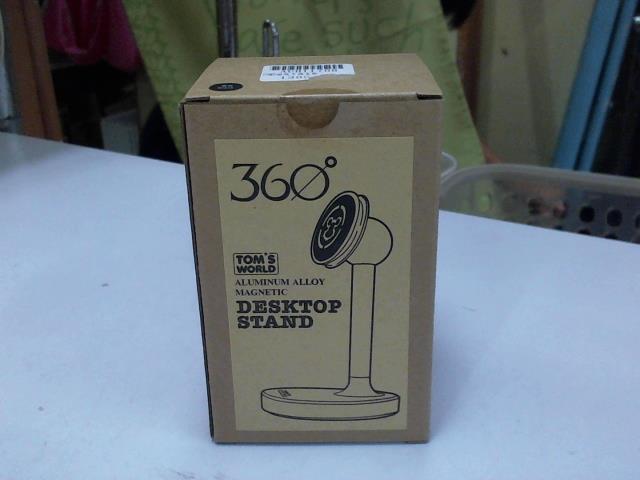 360°
TOM'S
WORLD
ALUMINUM ALLOY
MAGNETIC
DESKTOP
STAND